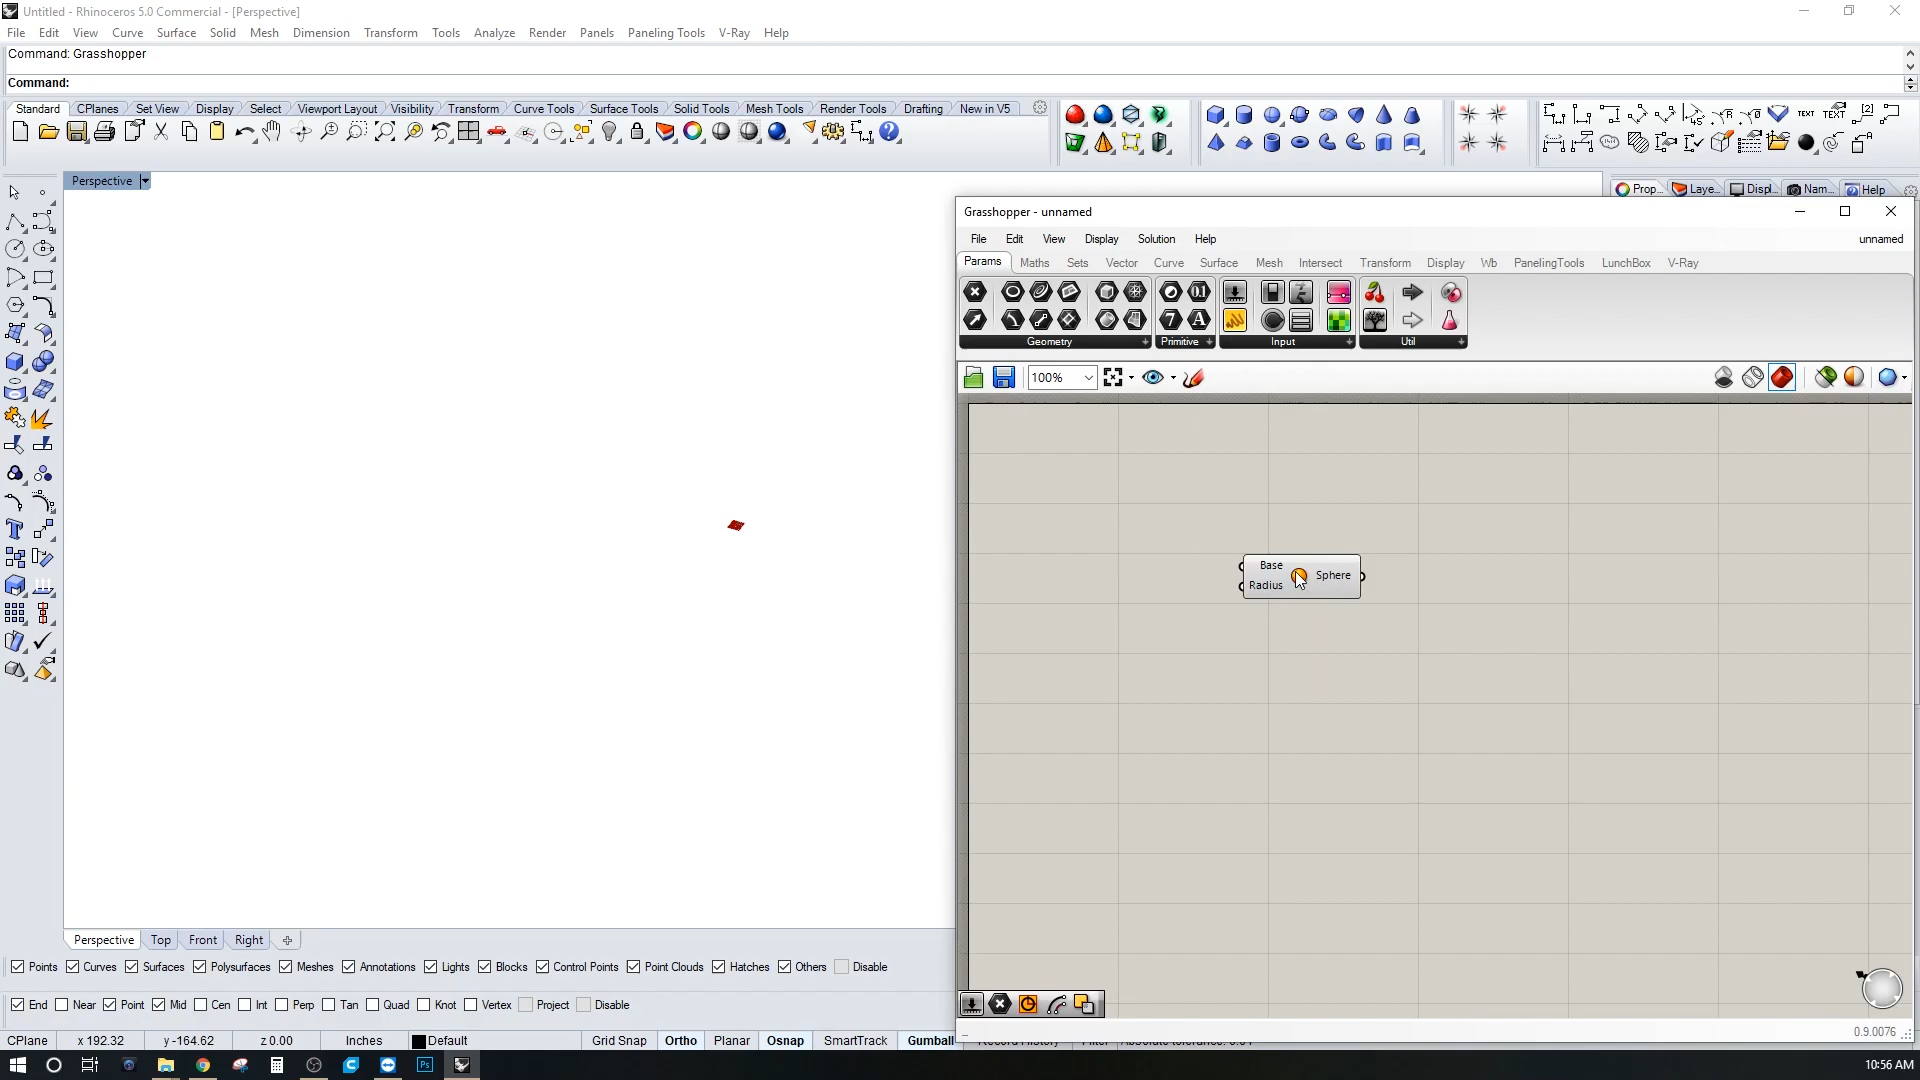 Untitled - Rhinoceros 5.0 Commercial - [Perspective]
File Edit View Curve Surface Solid Mesh Dimension Transform Tools Analyze Render Panels Paneling Tools V-Ray Help
Command: Grasshopper
Command:
Standard CPlanes Set View Display Select Viewport Layout Visibility Transform Curve Tools Surface Tools Solid Tools Mesh Tools Render Tools Drafting New in V5
TEXT TEXT
Perspective
Prop... Laye... Displ... Nam... Help
Grasshopper - unnamed
File Edit View Display Solution Help unnamed
Params Maths Sets Vector Curve Surface Mesh Intersect Transform Display Wb PanelingTools LunchBox V-Ray
Geometry Primitive Input Util
100%
Base
Radius
Sphere
Perspective Top Front Right
Points Curves Surfaces Polysurfaces Meshes Annotations Lights Blocks Control Points Point Clouds Hatches Others Disable
End Near Point Mid Cen Int Perp Tan Quad Knot Vertex Project Disable
0.9.0076
CPlane x 192.32 y -164.62 z 0.00 Inches Default Grid Snap Ortho Planar Osnap SmartTrack Gumball
10:56 AM